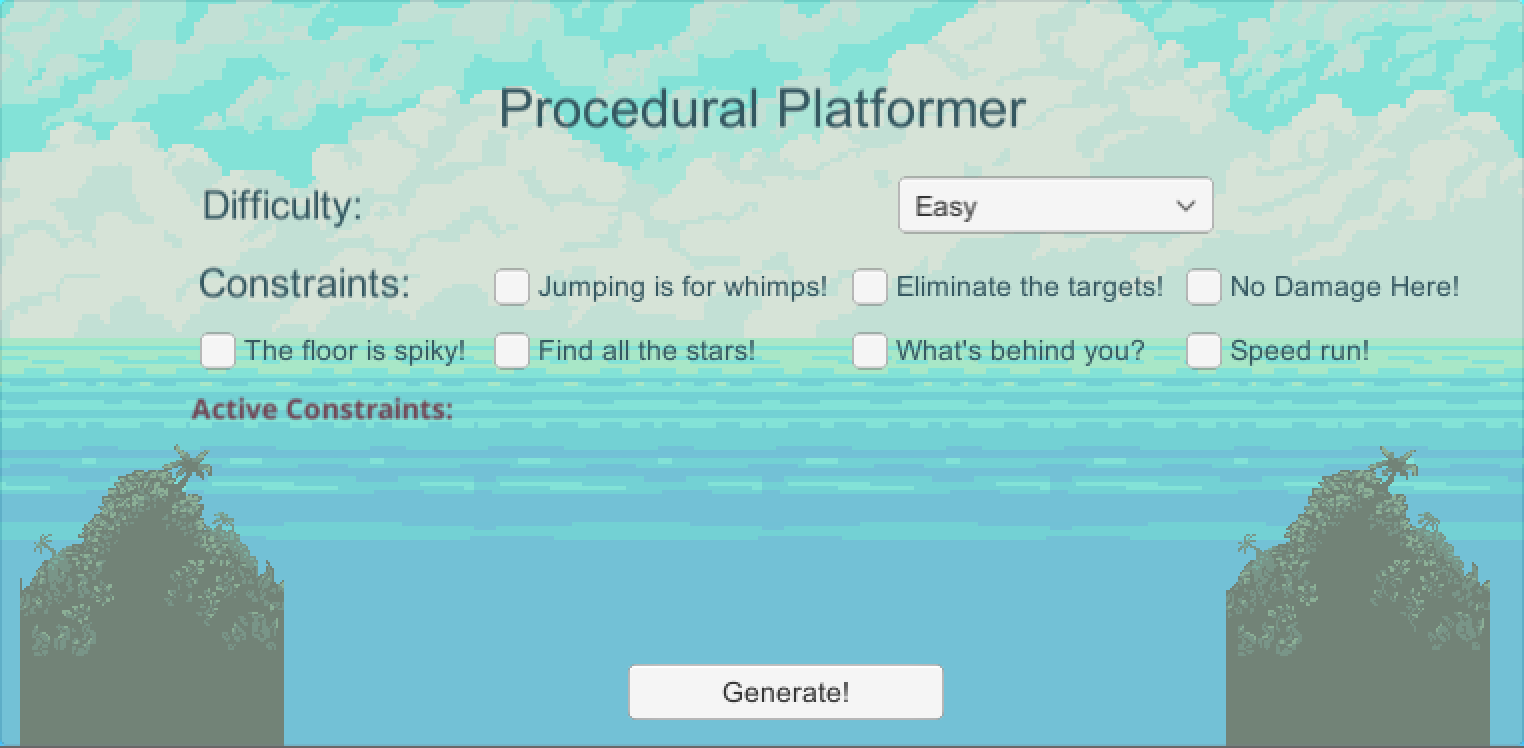 Procedural Platformer
Difficulty: Easy
Constraints: Jumping is for whimps! Eliminate the targets! No Damage Here!
The floor is spiky! Find all the stars! What's behind you? Speed run!
Active Constraints:
Generate!